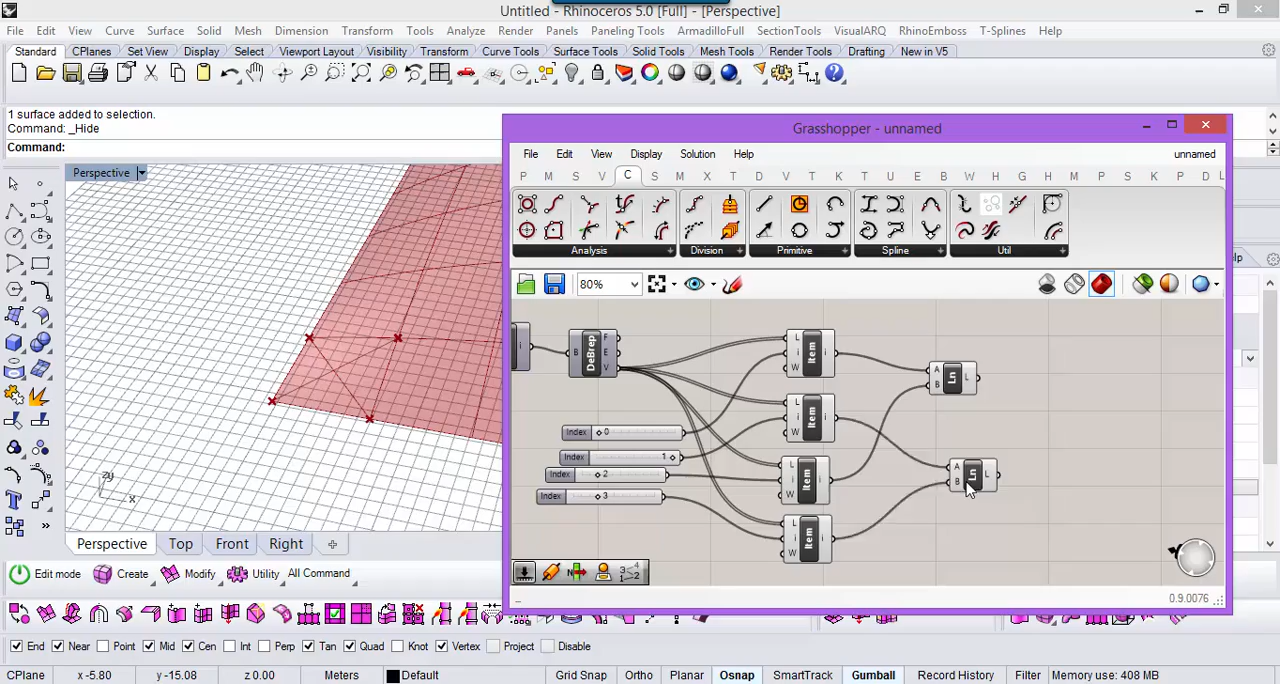 Untitled - Rhinoceros 5.0 [Full] - [Perspective]
File Edit View Curve Surface Solid Mesh Dimension Transform Tools Analyze Render Panels Paneling Tools ArmadilloFull SectionTools VisualARQ RhinoEmboss T-Splines Help
Standard CPlanes Set View Display Select Viewport Layout Visibility Transform Curve Tools Surface Tools Solid Tools Mesh Tools Render Tools Drafting New in V5
1 surface added to selection.
Command: _Hide
Command:
Perspective
Grasshopper - unnamed
File Edit View Display Solution Help unnamed
P M S V C S M X T D V T K T U E B W H M P S V P D L
Analysis + Division + Primitive + Spline + Util +
80%
i
B DeBrep F E V
L i W Item i
L i W Item i
L i W Item i
L i W Item i
Index 0
Index 1
Index 2
Index 3
A B Ln L
A B Ln L
0.9.0076
x
Perspective Top Front Right
Edit mode Create Modify Utility All Command
End Near Point Mid Cen Int Perp Tan Quad Knot Vertex Project Disable
CPlane x -5.80 y -15.08 z 0.00 Meters Default Grid Snap Ortho Planar Osnap SmartTrack Gumball Record History Filter Memory use: 408 MB